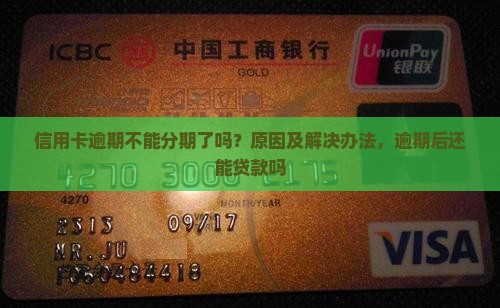 ICBC 中国工商银行
UnionPay
银联
GOLD
信用卡逾期不能分期了吗？原因及解决办法，逾期后还
能贷款吗
4270
MONTH/YEAR
2313 09/17
MR.JU
VISA
F060484418